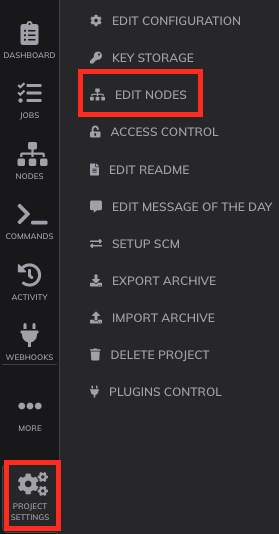 DASHBOARD
JOBS
NODES
COMMANDS
ACTIVITY
WEBHOOKS
MORE
PROJECT
SETTINGS
EDIT CONFIGURATION
KEY STORAGE
EDIT NODES
ACCESS CONTROL
EDIT README
EDIT MESSAGE OF THE DAY
SETUP SCM
EXPORT ARCHIVE
IMPORT ARCHIVE
DELETE PROJECT
PLUGINS CONTROL